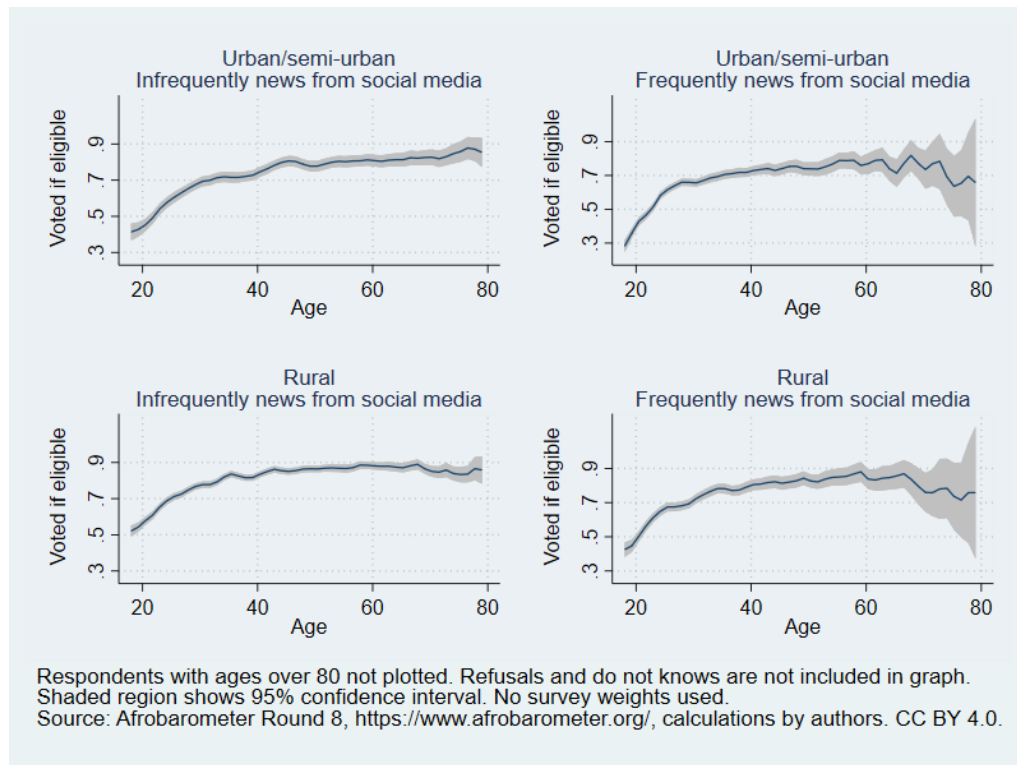 Urban/semi-urban
Infrequently news from social media
Voted if eligible
.9
.7
.5
.3
20 40 60 80
Age
Urban/semi-urban
Frequently news from social media
Voted if eligible
.9
.7
.5
.3
20 40 60 80
Age
Rural
Infrequently news from social media
Voted if eligible
.9
.7
.5
.3
20 40 60 80
Age
Rural
Frequently news from social media
Voted if eligible
.9
.7
.5
.3
20 40 60 80
Age
Respondents with ages over 80 not plotted. Refusals and do not knows are not included in graph.
Shaded region shows 95% confidence interval. No survey weights used.
Source: Afrobarometer Round 8, https://www.afrobarometer.org/, calculations by authors. CC BY 4.0.